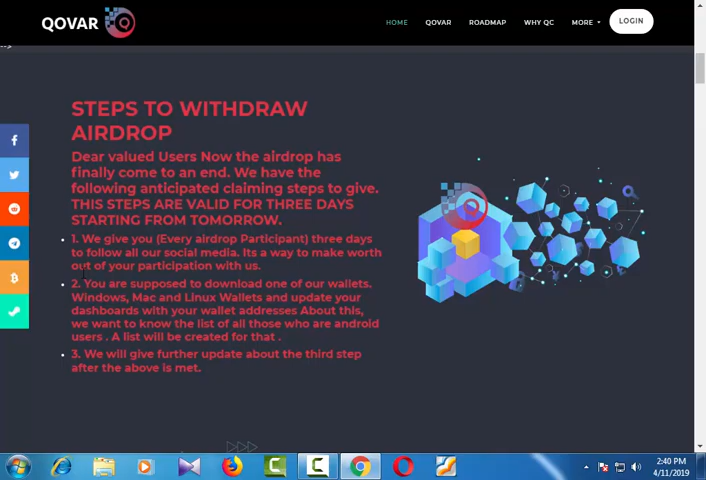 QOVAR
HOME QOVAR ROADMAP WHY QC MORE LOGIN
-->
STEPS TO WITHDRAW
AIRDROP
Dear valued Users Now the airdrop has
finally come to an end. We have the
following anticipated claiming steps to give.
THIS STEPS ARE VALID FOR THREE DAYS
STARTING FROM TOMORROW.
1. We give you (Every airdrop Participant) three days
to follow all our social media. Its a way to make worth
out of your participation with us.
2. You are supposed to download one of our wallets.
Windows, Mac and Linux Wallets and update your
dashboards with your wallet addresses About this,
we want to know the list of all those who are android
users . A list will be created for that .
3. We will give further update about the third step
after the above is met.
2:40 PM
4/11/2019